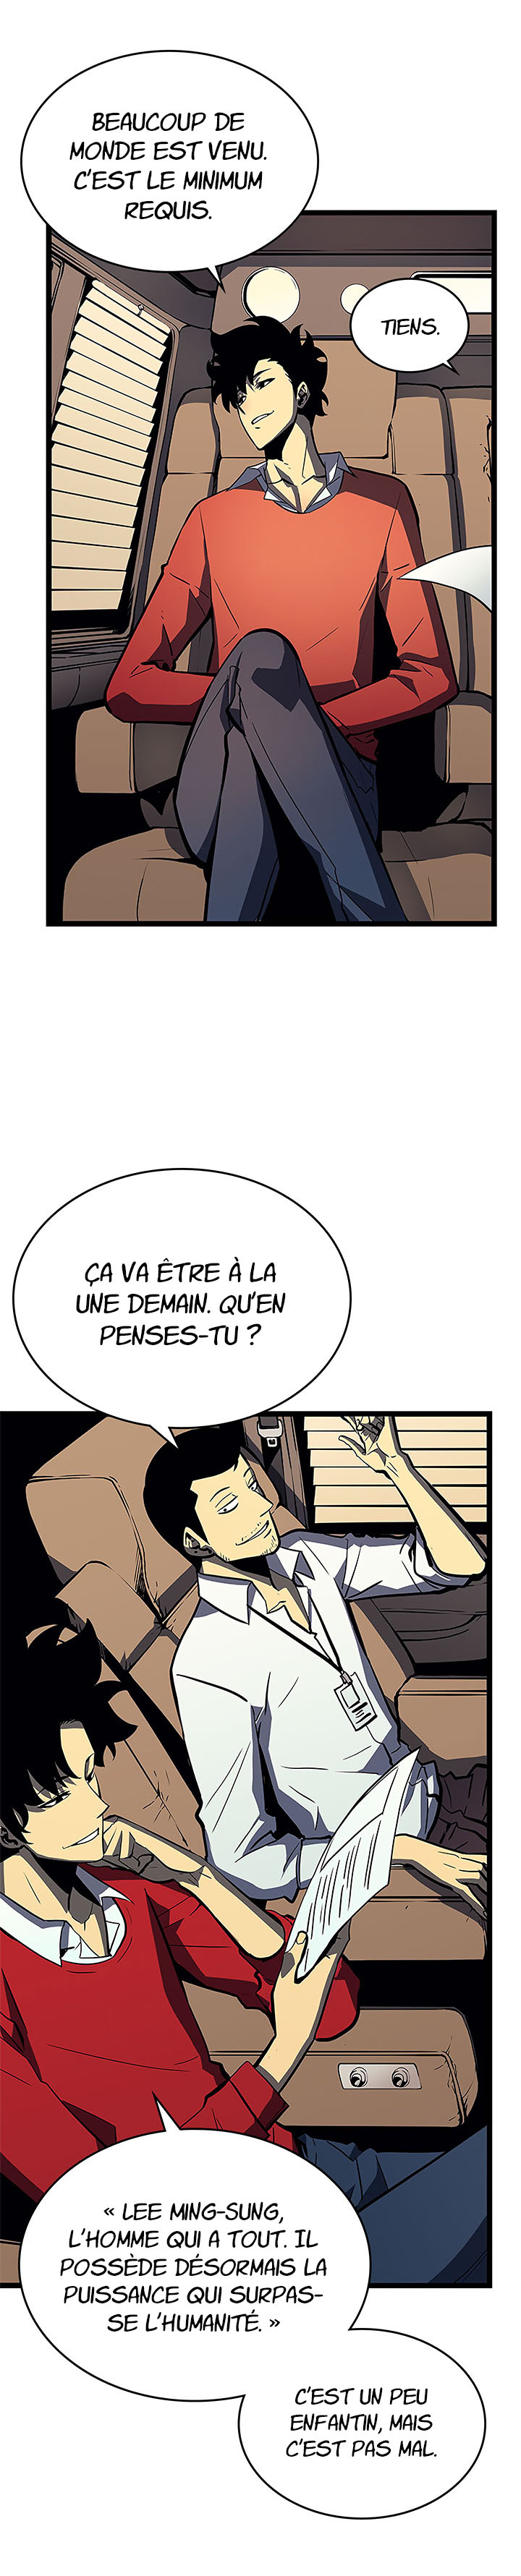 BEAUCOUP DE
MONDE EST VENU.
C'EST LE MINIMUM
REQUIS.
TIENS.
ÇA VA ÊTRE À LA
UNE DEMAIN. QU'EN
PENSES-TU ?
« LEE MING-SUNG,
L'HOMME QUI A TOUT. IL
POSSÈDE DÉSORMAIS LA
PUISSANCE QUI SURPAS-
SE L'HUMANITÉ. »
C'EST UN PEU
ENFANTIN, MAIS
C'EST PAS MAL.